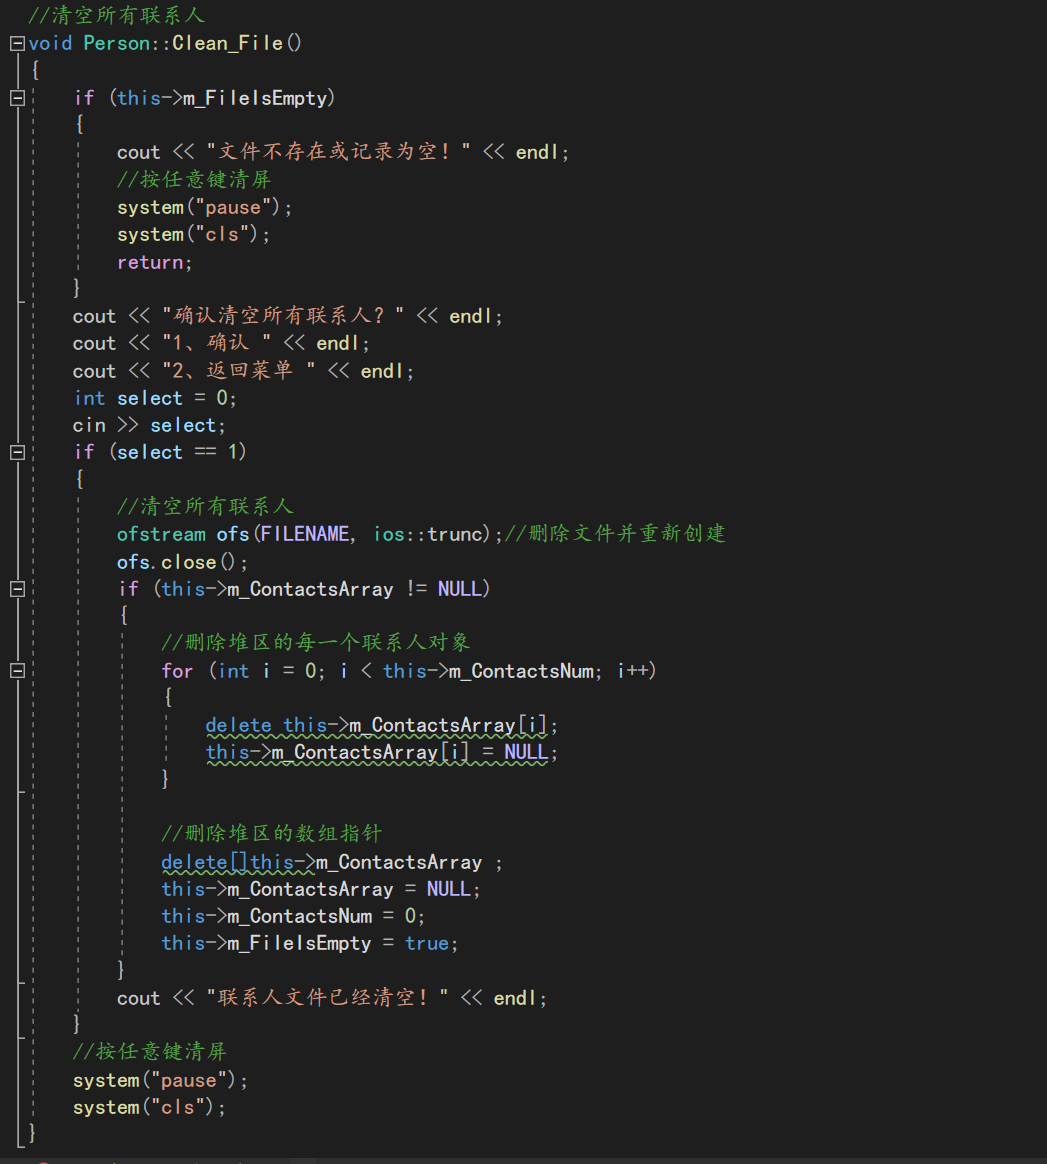 //清空所有联系人
void Person::Clean_File()
{
if (this->m_FileIsEmpty)
{
cout << "文件不存在或记录为空！" << endl;
//按任意键清屏
system("pause");
system("cls");
return;
}
cout << "确认清空所有联系人？" << endl;
cout << "1、确认 " << endl;
cout << "2、返回菜单 " << endl;
int select = 0;
cin >> select;
if (select == 1)
{
//清空所有联系人
ofstream ofs(FILENAME, ios::trunc);//删除文件并重新创建
ofs.close();
if (this->m_ContactsArray != NULL)
{
//删除堆区的每一个联系人对象
for (int i = 0; i < this->m_ContactsNum; i++)
{
delete this->m_ContactsArray[i];
this->m_ContactsArray[i] = NULL;
}
//删除堆区的数组指针
delete[]this->m_ContactsArray ;
this->m_ContactsArray = NULL;
this->m_ContactsNum = 0;
this->m_FileIsEmpty = true;
}
cout << "联系人文件已经清空！" << endl;
}
//按任意键清屏
system("pause");
system("cls");
}